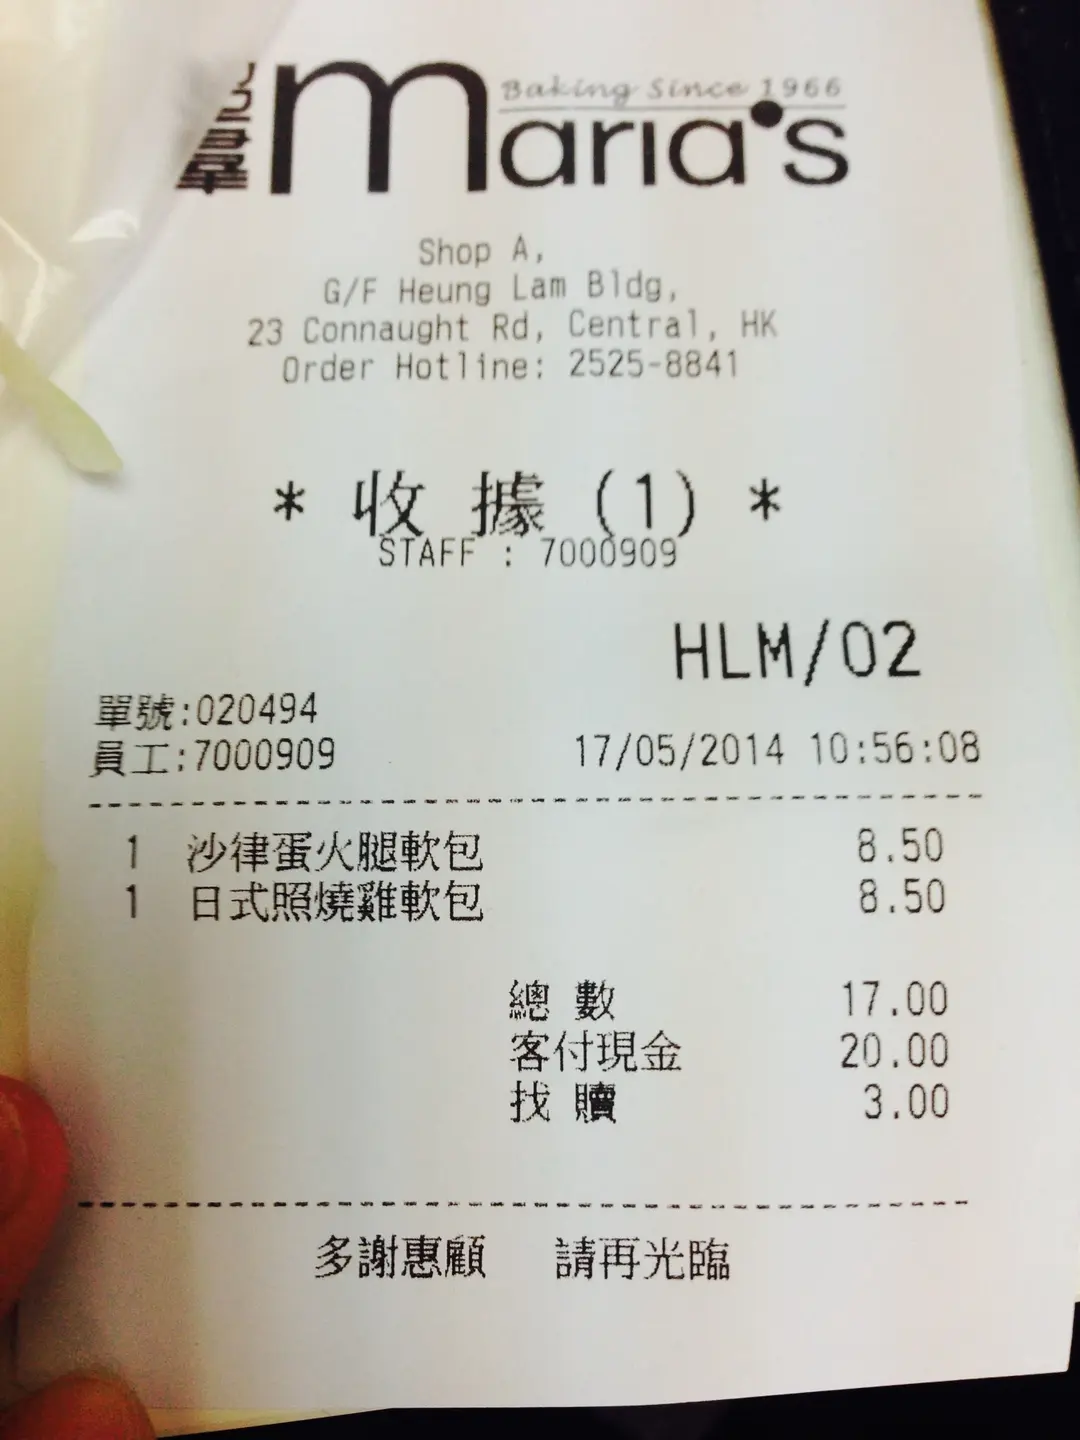 Baking Since 1966
maria's
Shop A,
G/F Heung Lam Bldg,
23 Connaught Rd, Central, HK
Order Hotline: 2525-8841
* 收 據 (1) *
STAFF : 7000909
HLM/02
單號:020494
員工:7000909 17/05/2014 10:56:08
1 沙律蛋火腿軟包 8.50
1 日式照燒雞軟包 8.50
總 數 17.00
客付現金 20.00
找 贖 3.00
多謝惠顧 請再光臨